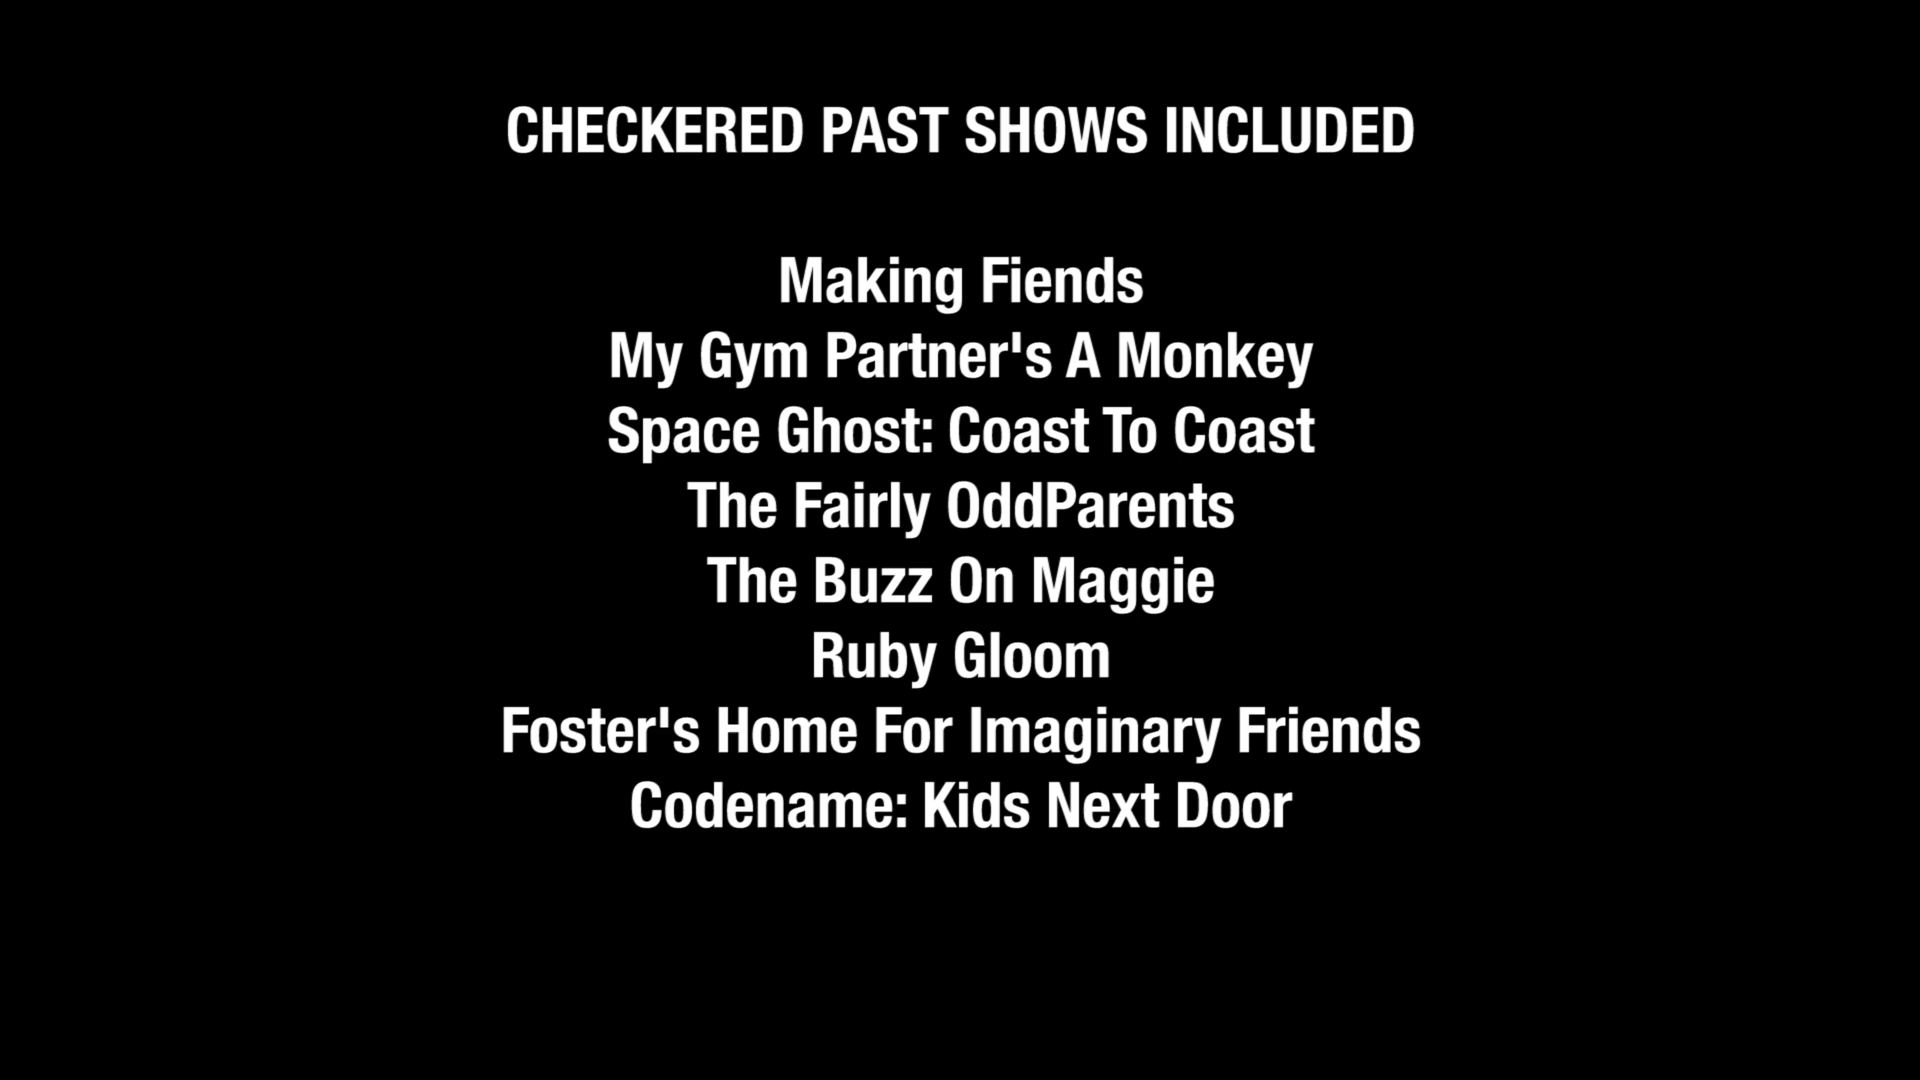 CHECKERED PAST SHOWS INCLUDED
Making Fiends
My Gym Partner's A Monkey
Space Ghost: Coast To Coast
The Fairly OddParents
The Buzz On Maggie
Ruby Gloom
Foster's Home For Imaginary Friends
Codename: Kids Next Door